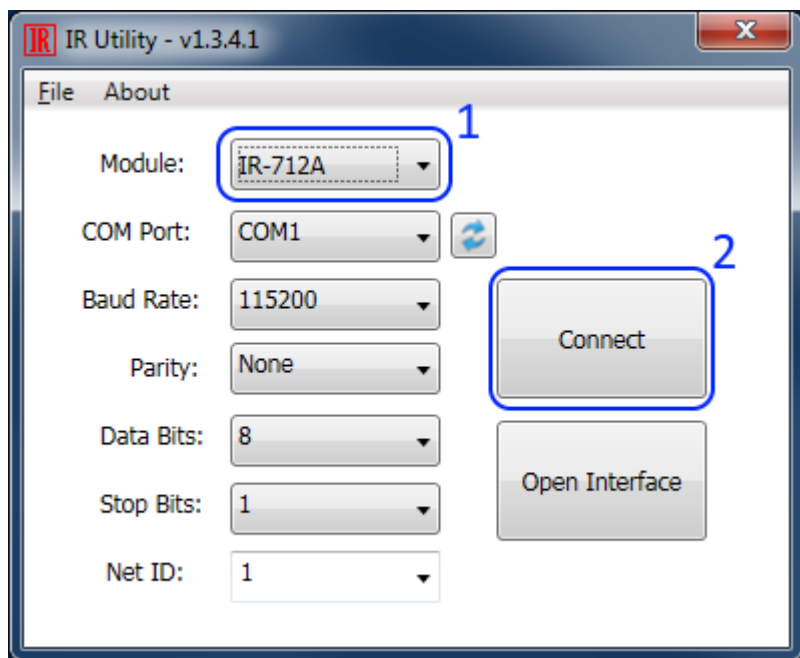 IR IR Utility - v1.3.4.1
File About
1
Module: IR-712A
COM Port: COM1
2
Baud Rate: 115200
Connect
Parity: None
Data Bits: 8
Open Interface
Stop Bits: 1
Net ID: 1